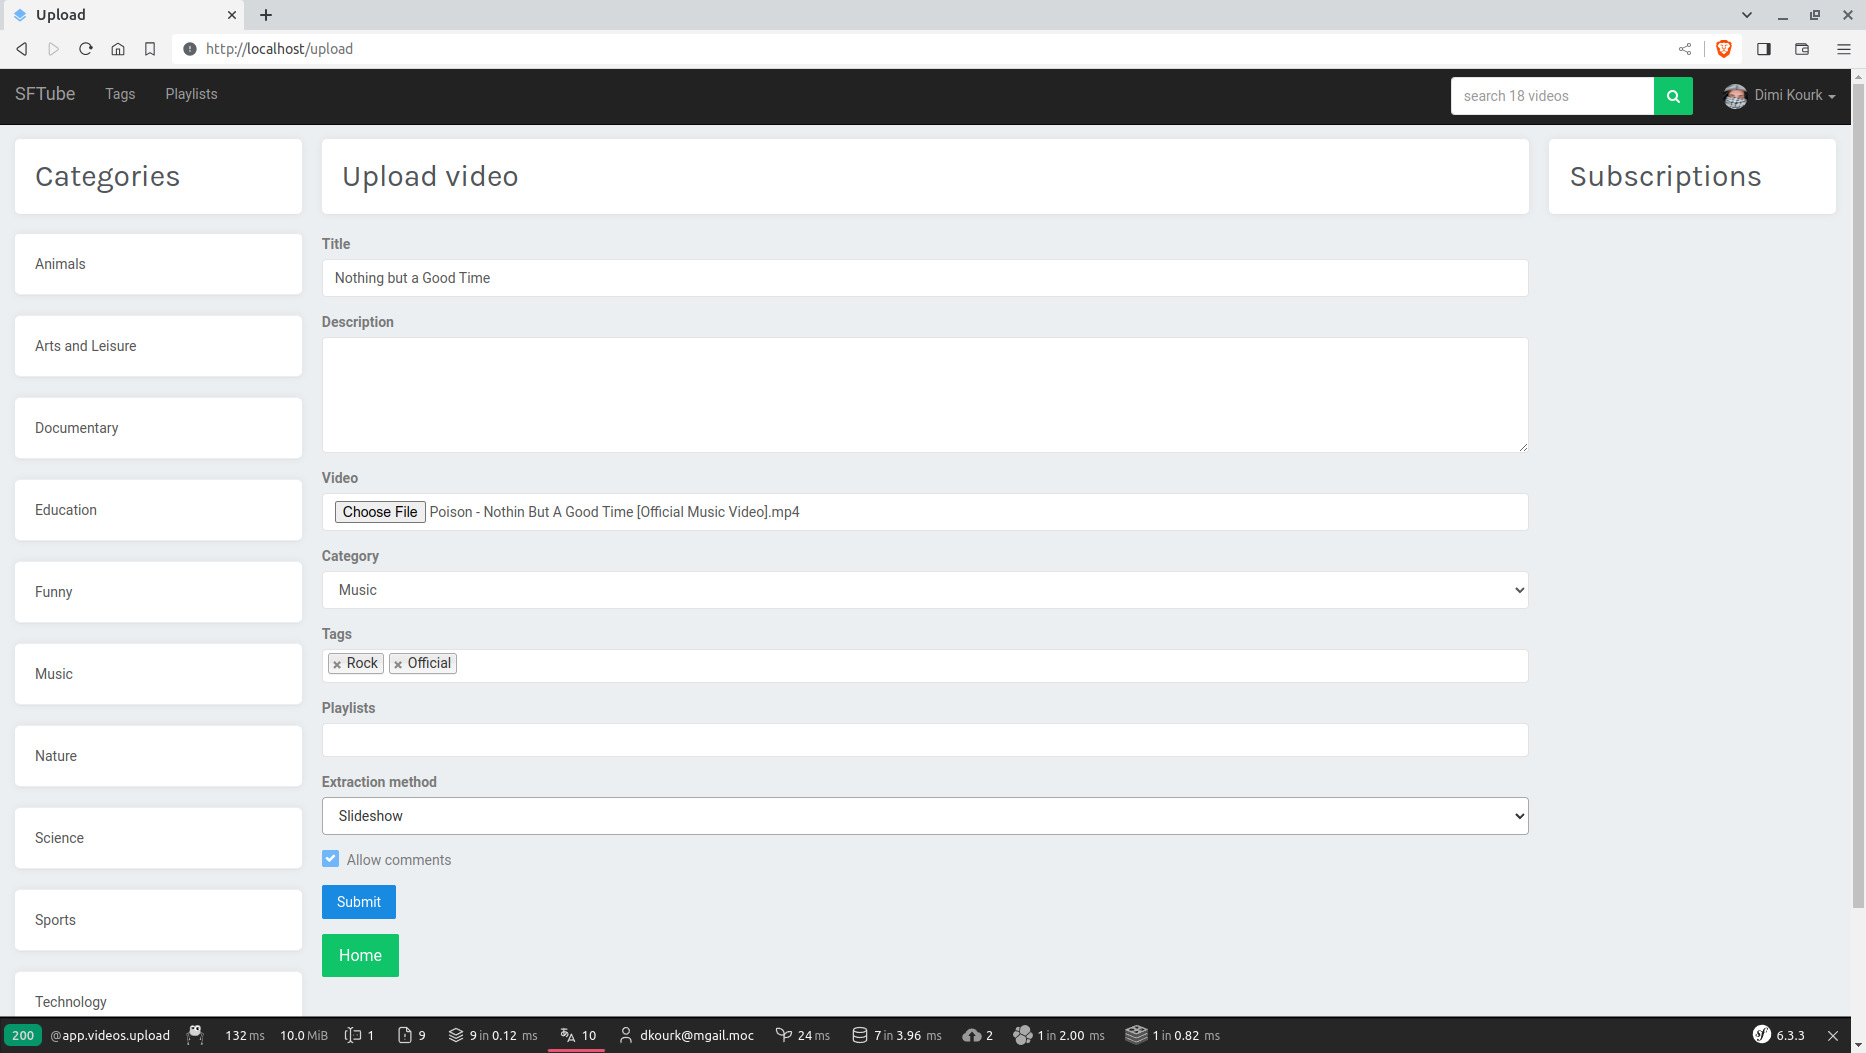 Upload
http://localhost/upload
SFTube Tags Playlists search 18 videos Dimi Kourk
Categories
Animals
Arts and Leisure
Documentary
Education
Funny
Music
Nature
Science
Sports
Technology
Upload video
Title
Nothing but a Good Time
Description
Video
Choose File Poison - Nothin But A Good Time [Official Music Video].mp4
Category
Music
Tags
× Rock × Official
Playlists
Extraction method
Slideshow
Allow comments
Submit
Home
Subscriptions
200 @app.videos.upload 132 ms 10.0 MiB 1 9 9 in 0.12 ms 10 dkourk@mgail.moc 24 ms 7 in 3.96 ms 2 1 in 2.00 ms 1 in 0.82 ms 6.3.3